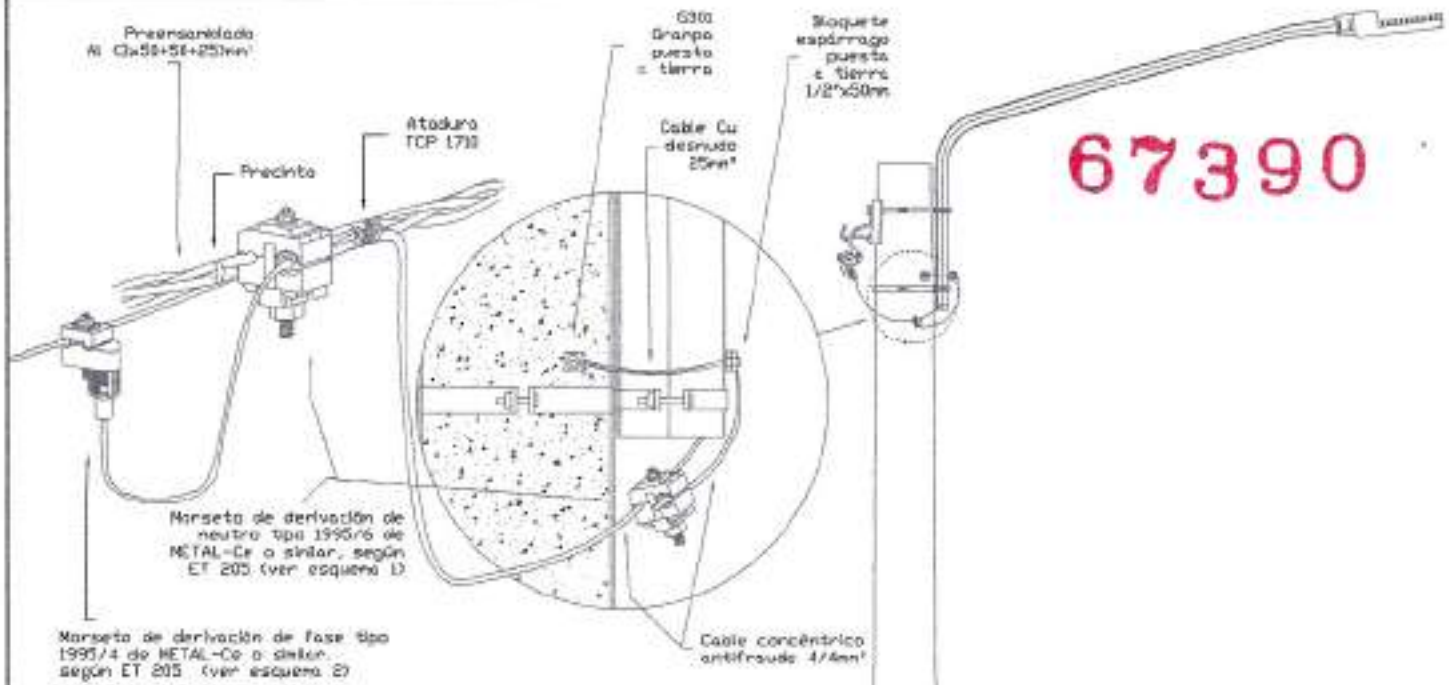 Preensamblado
Al (3x50+50+25)mm²
Precinto
Atadura
TCP 1710
G301
Grampa
puesta
a tierra
Cable Cu
desnudo
25mm²
Bloquete
espárrago
puesta
a tierra
1/2"x50mm
67390
Morseto de derivación de
neutro tipo 1995/6 de
METAL-Ce o similar, según
ET 205 (ver esquema 1)
Morseto de derivación de fase tipo
1995/4 de METAL-Ce o similar.
según ET 205 (ver esquema 2)
Cable concéntrico
antifraude 4/4mm²